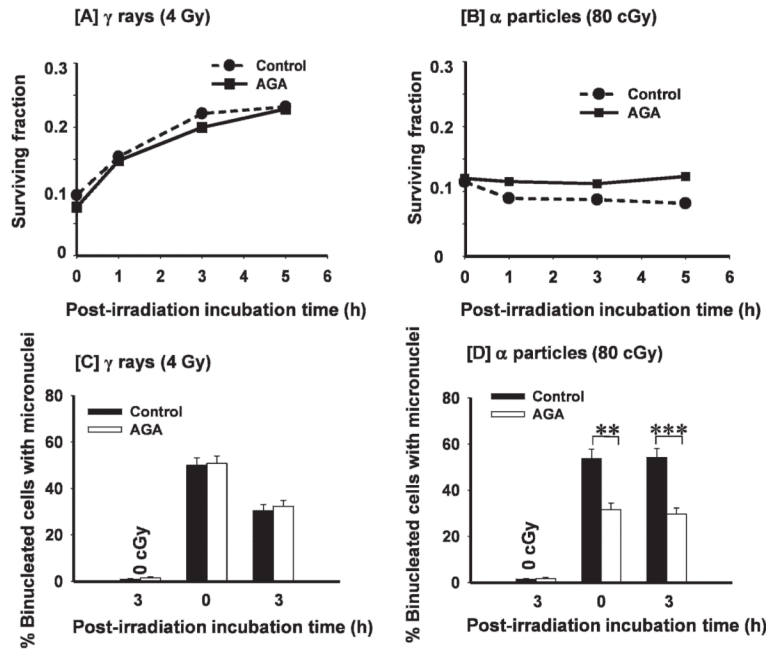 [A] γ rays (4 Gy)
Surviving fraction
0.3
0.2
0.1
0
Control
AGA
0 1 2 3 4 5 6
Post-irradiation incubation time (h)
[B] α particles (80 cGy)
Surviving fraction
0.3
0.2
0.1
0
Control
AGA
0 1 2 3 4 5 6
Post-irradiation incubation time (h)
[C] γ rays (4 Gy)
% Binucleated cells with micronuclei
80
60
40
20
0
Control
AGA
0 cGy
3 0 3
Post-irradiation incubation time (h)
[D] α particles (80 cGy)
% Binucleated cells with micronuclei
80
60
40
20
0
Control
AGA
** ***
0 cGy
3 0 3
Post-irradiation incubation time (h)